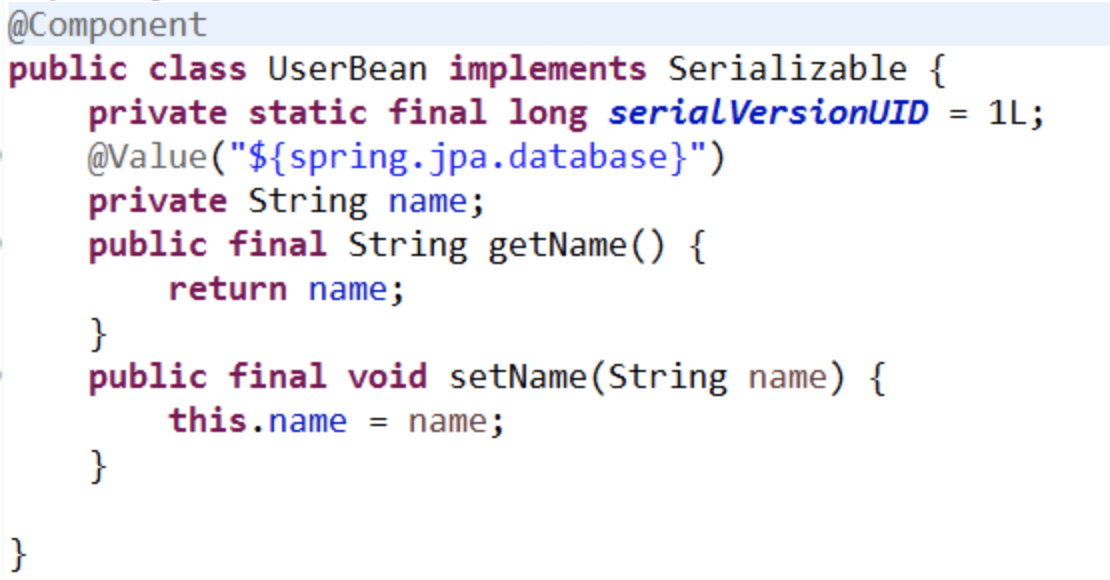 @Component
public class UserBean implements Serializable {
    private static final long serialVersionUID = 1L;
    @Value("${spring.jpa.database}")
    private String name;
    public final String getName() {
        return name;
    }
    public final void setName(String name) {
        this.name = name;
    }

}